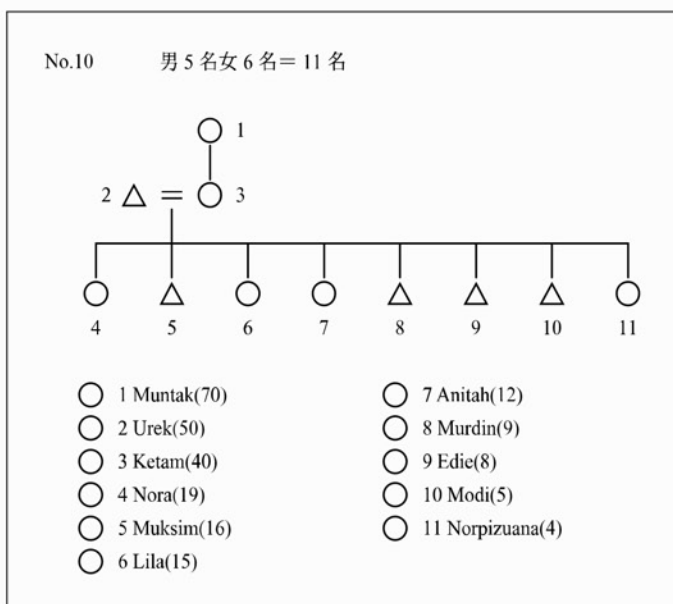 No.10 男 5 名女 6 名＝ 11 名
1
2
3
4 5 6 7 8 9 10 11
1 Muntak(70)
2 Urek(50)
3 Ketam(40)
4 Nora(19)
5 Muksim(16)
6 Lila(15)
7 Anitah(12)
8 Murdin(9)
9 Edie(8)
10 Modi(5)
11 Norpizuana(4)